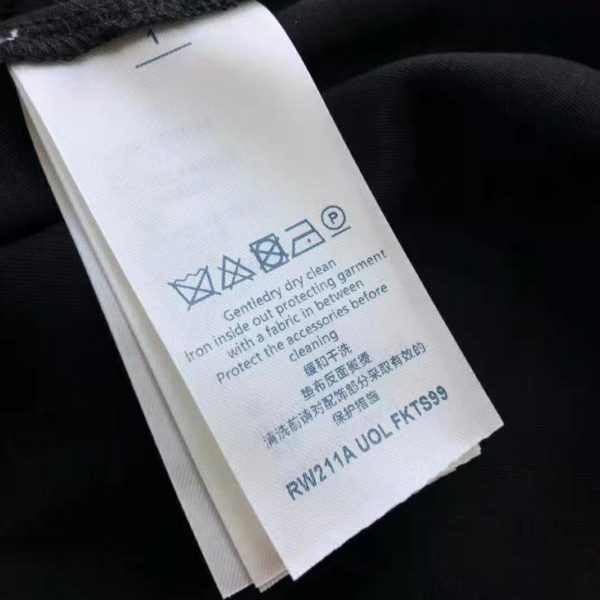 1
Gentledry dry clean
Iron inside out protecting garment
with a fabric in between
Protect the accessories before
cleaning
缓和干洗
垫布反面熨烫
清洗前请对配饰部分采取有效的
保护措施
RW211A UOL FKTS99